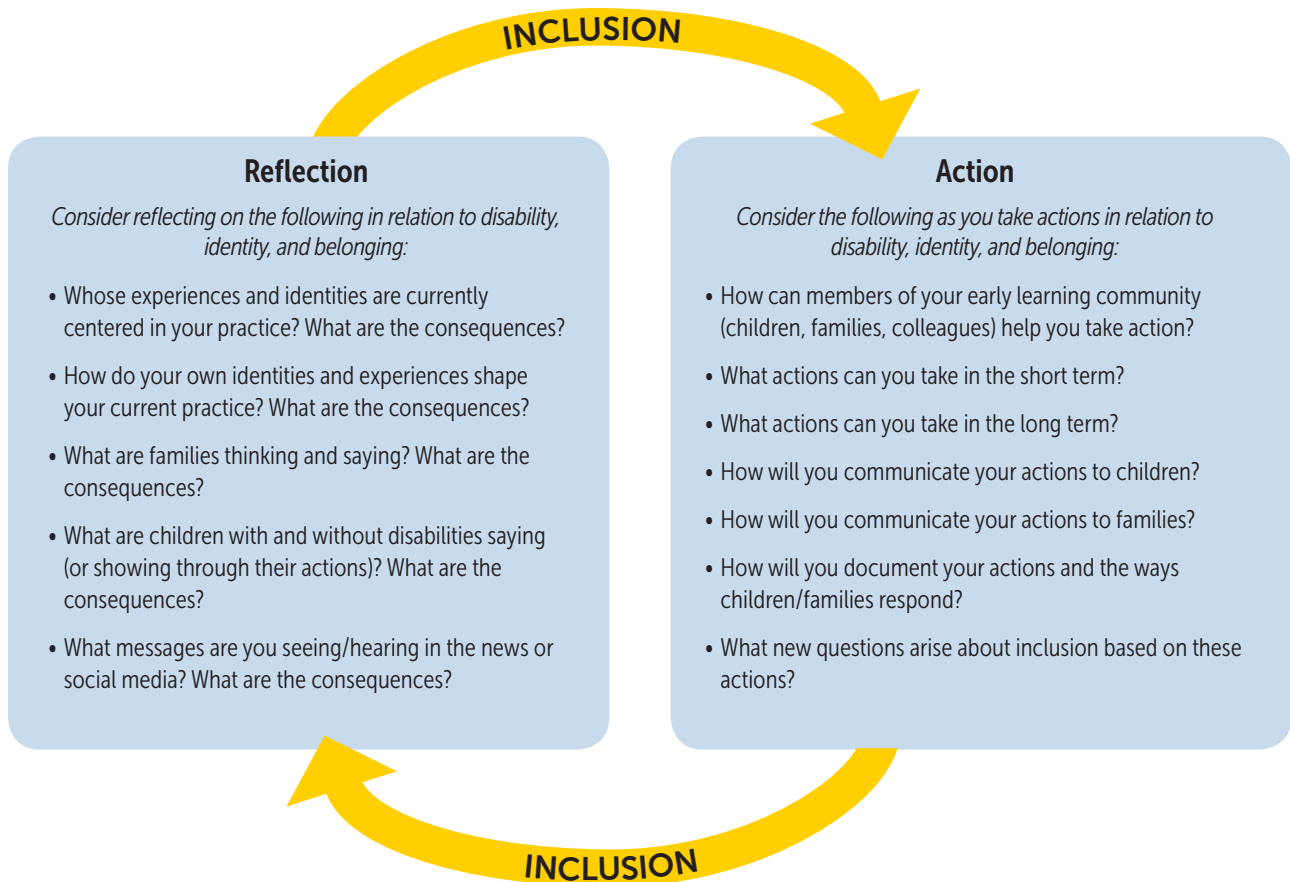 INCLUSION
Reflection
Consider reflecting on the following in relation to disability,
identity, and belonging:
• Whose experiences and identities are currently
centered in your practice? What are the consequences?
• How do your own identities and experiences shape
your current practice? What are the consequences?
• What are families thinking and saying? What are the
consequences?
• What are children with and without disabilities saying
(or showing through their actions)? What are the
consequences?
• What messages are you seeing/hearing in the news or
social media? What are the consequences?
Action
Consider the following as you take actions in relation to
disability, identity, and belonging:
• How can members of your early learning community
(children, families, colleagues) help you take action?
• What actions can you take in the short term?
• What actions can you take in the long term?
• How will you communicate your actions to children?
• How will you communicate your actions to families?
• How will you document your actions and the ways
children/families respond?
• What new questions arise about inclusion based on these
actions?
INCLUSION